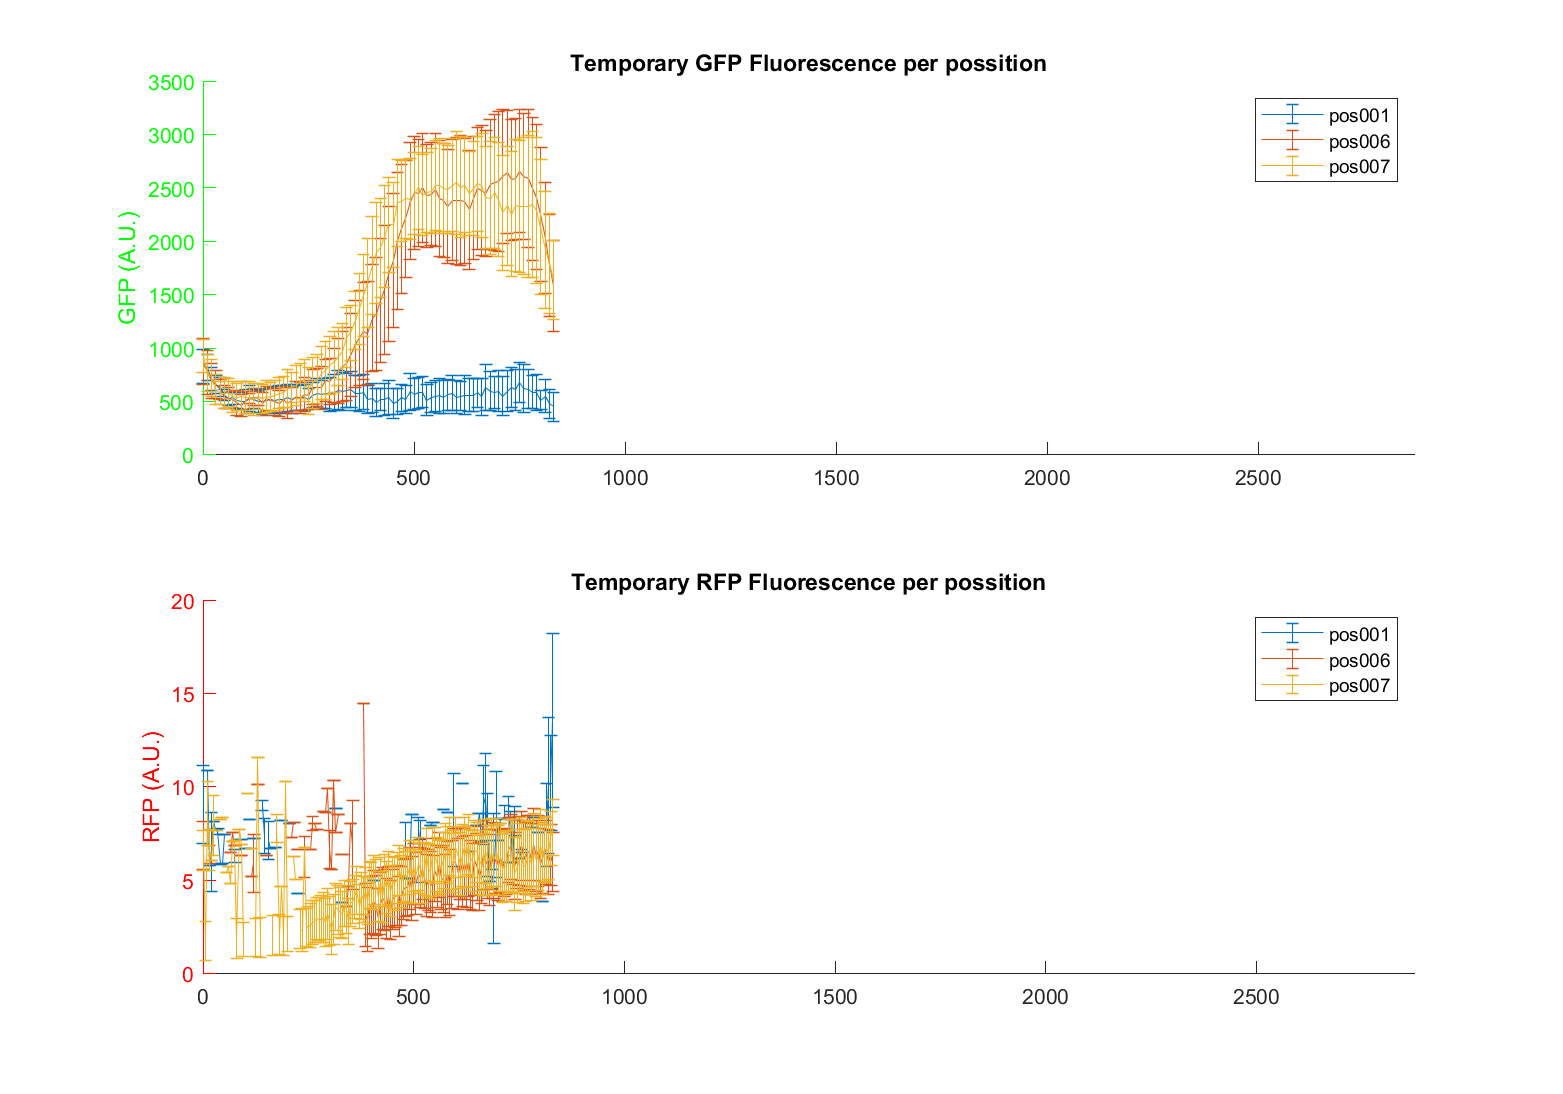 Temporary GFP Fluorescence per possition
GFP (A.U.)
3500
3000
2500
2000
1500
1000
500
0
0 500 1000 1500 2000 2500
pos001
pos006
pos007
Temporary RFP Fluorescence per possition
RFP (A.U.)
20
15
10
5
0
0 500 1000 1500 2000 2500
pos001
pos006
pos007